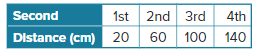 Second 1st 2nd 3rd 4th
Distance (cm) 20 60 100 140